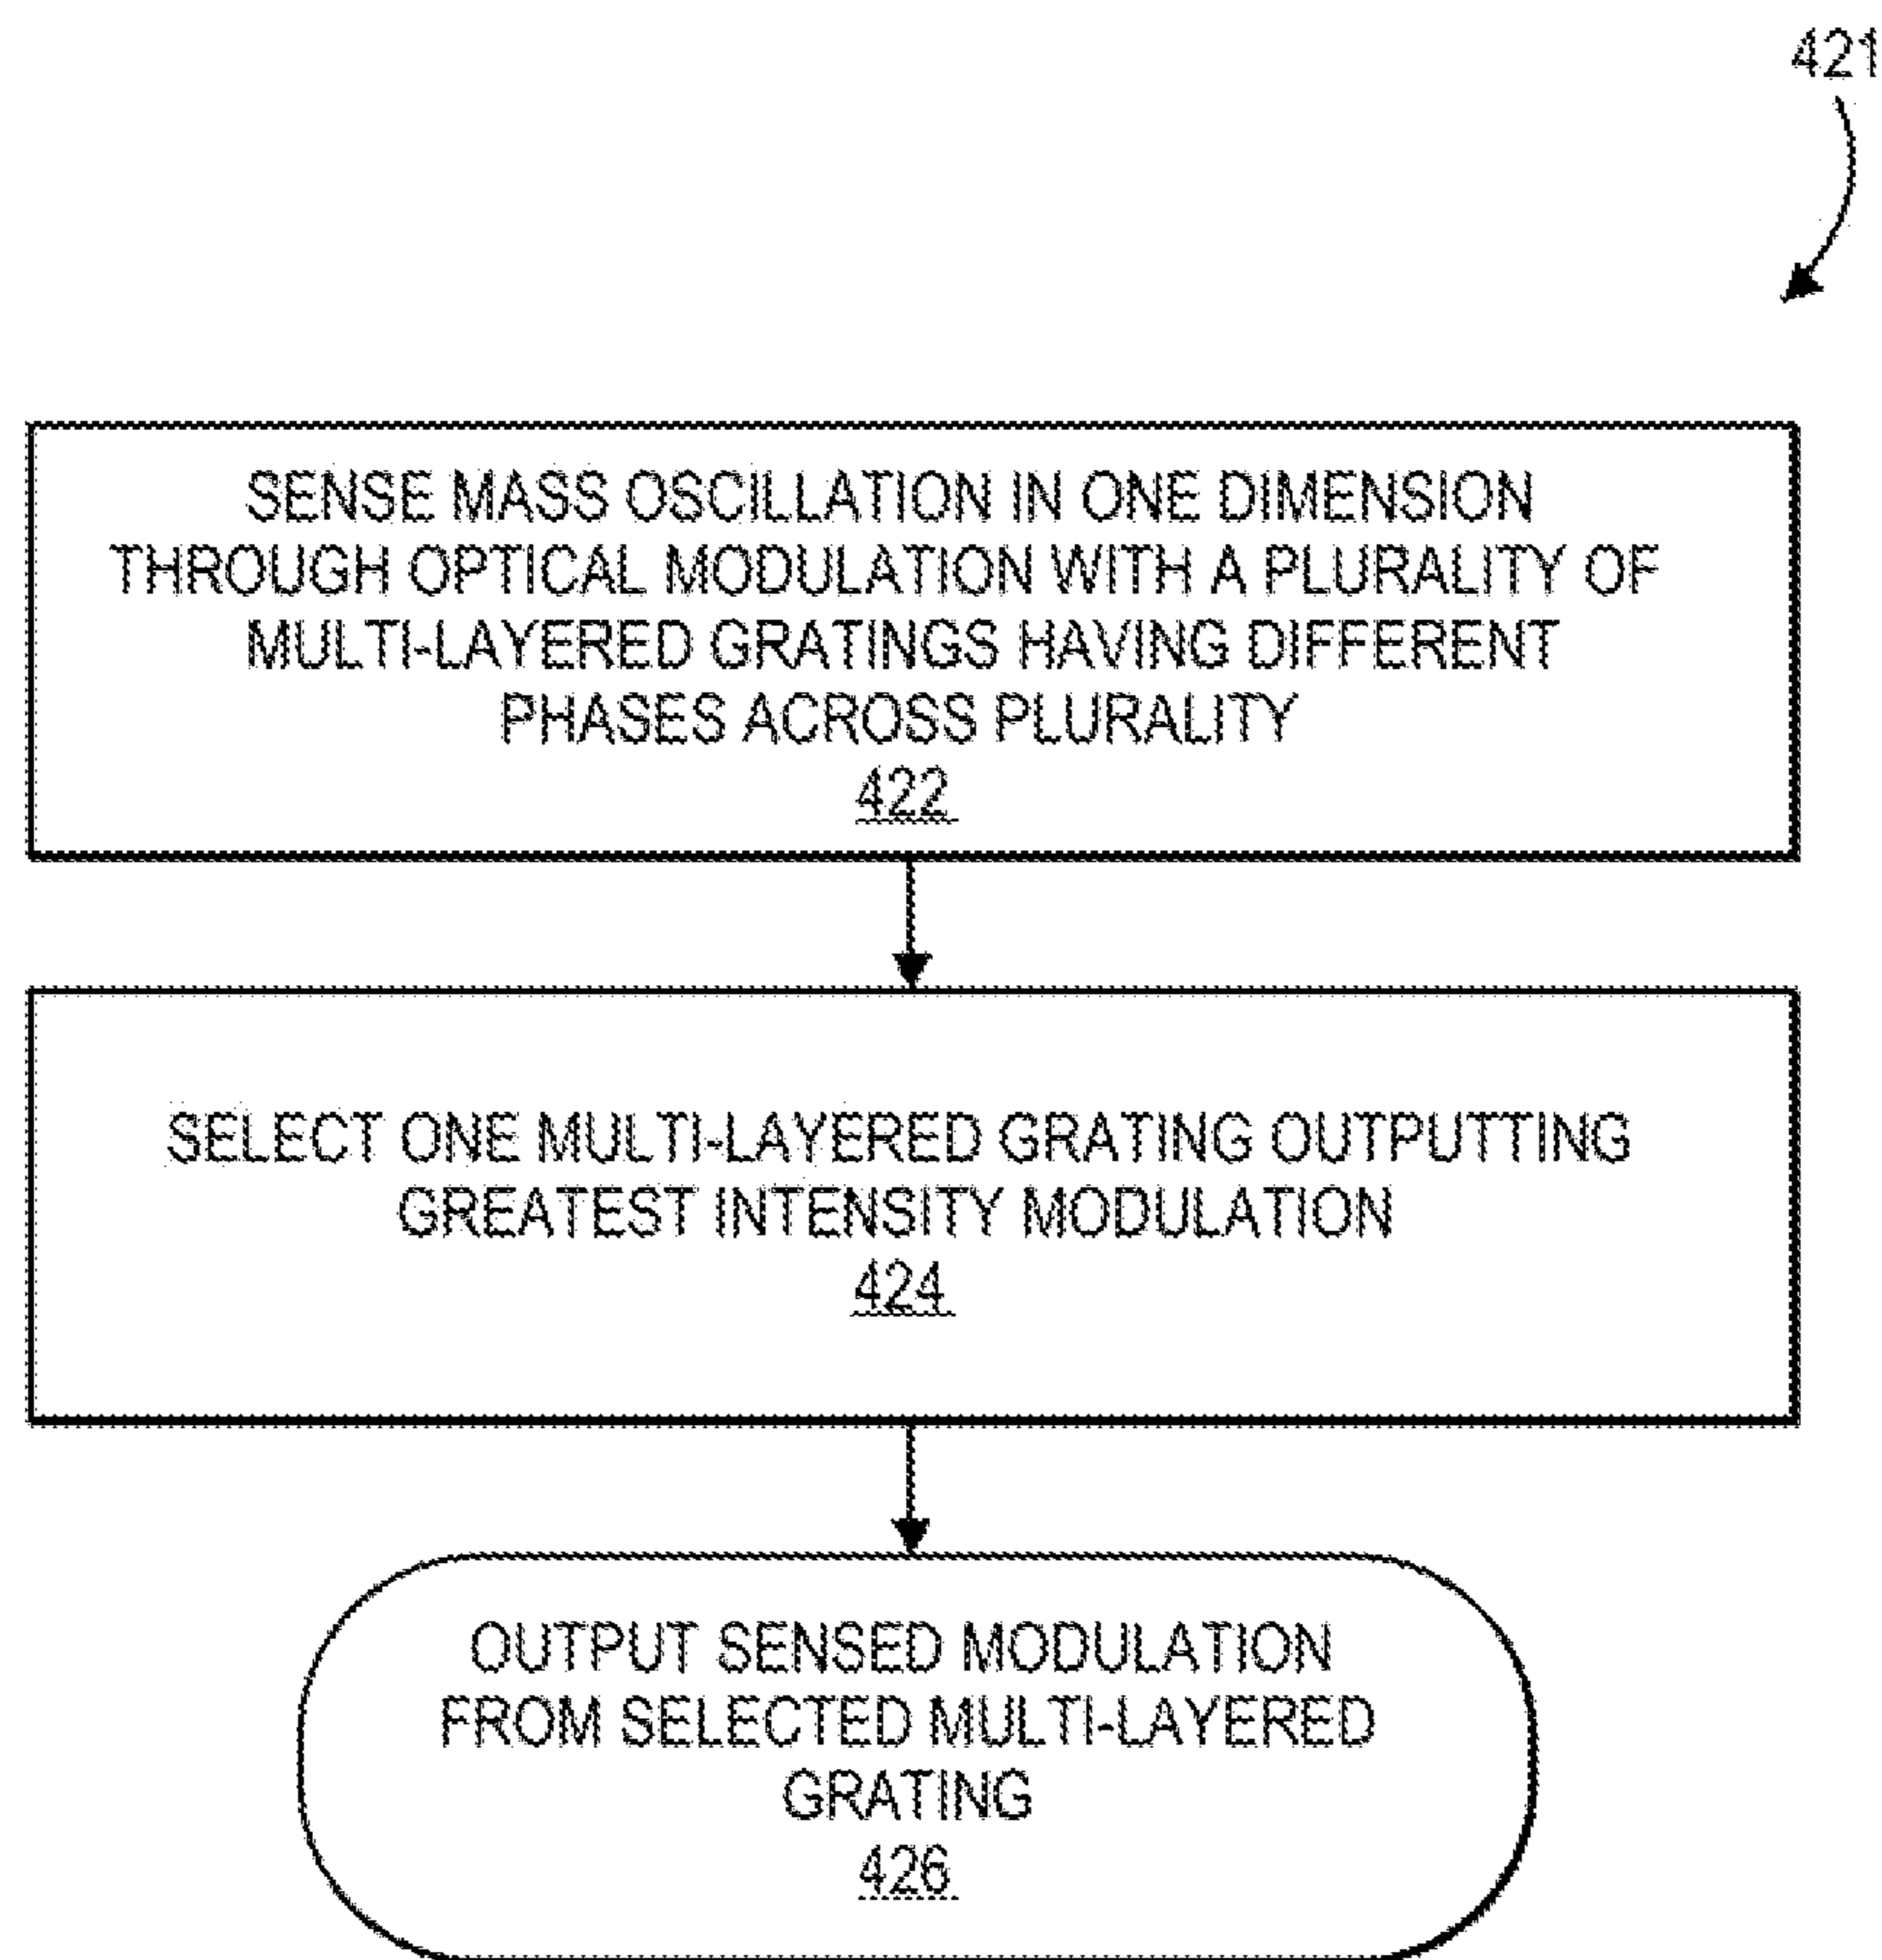 421
SENSE MASS OSCILLATION IN ONE DIMENSION
THROUGH OPTICAL MODULATION WITH A PLURALITY OF
MULTI-LAYERED GRATINGS HAVING DIFFERENT
PHASES ACROSS PLURALITY
422
SELECT ONE MULTI-LAYERED GRATING OUTPUTTING
GREATEST INTENSITY MODULATION
424
OUTPUT SENSED MODULATION
FROM SELECTED MULTI-LAYERED
GRATING
426